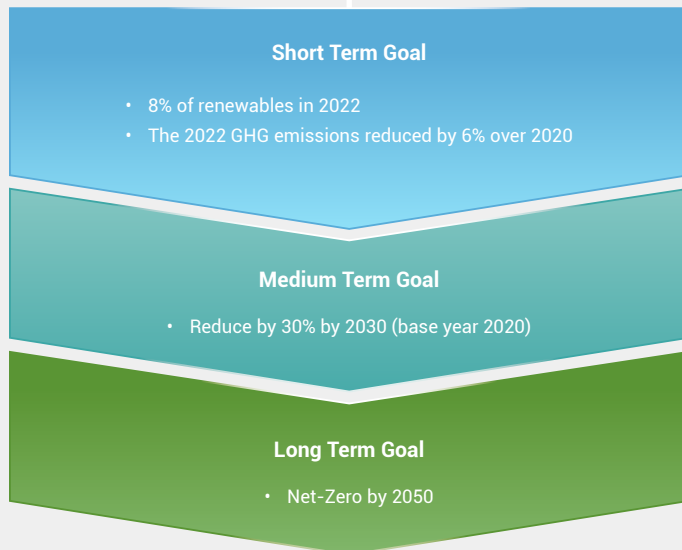 Short Term Goal
• 8% of renewables in 2022
• The 2022 GHG emissions reduced by 6% over 2020
Medium Term Goal
• Reduce by 30% by 2030 (base year 2020)
Long Term Goal
• Net-Zero by 2050